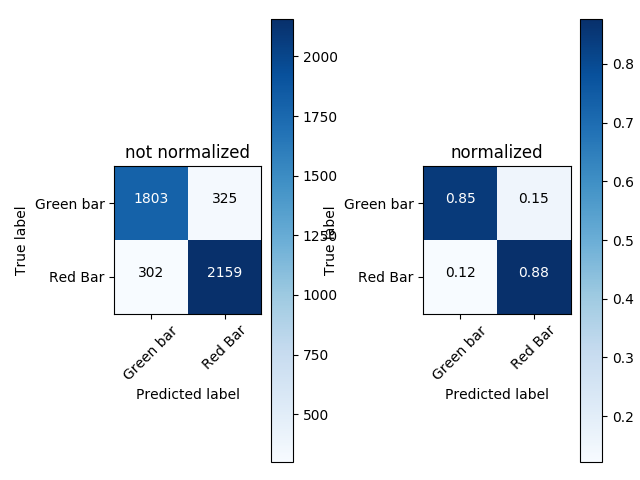 not normalized
True label
Green bar
Red Bar
1803 325
302 2159
Green bar Red Bar
Predicted label
2000
1750
1500
1250
1000
750
500
normalized
True label
Green bar
Red Bar
0.85 0.15
0.12 0.88
Green bar Red Bar
Predicted label
0.8
0.7
0.6
0.5
0.4
0.3
0.2